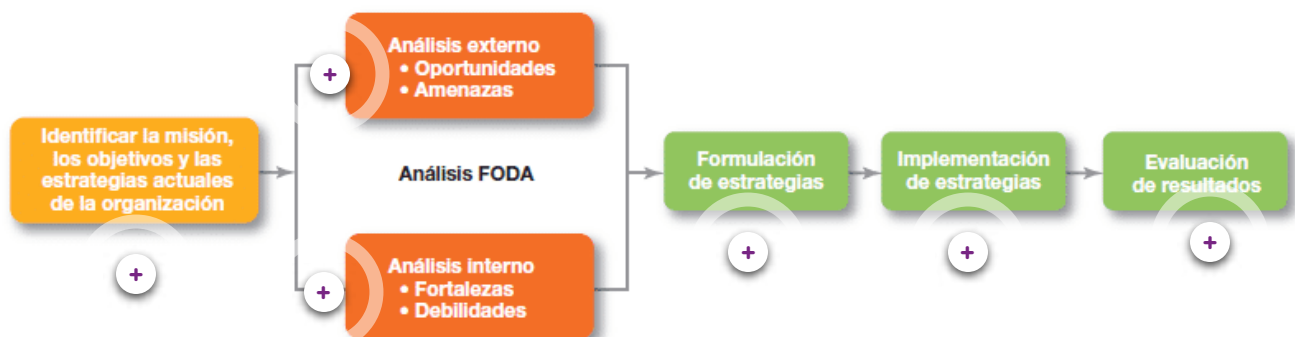 Identificar la misión,
los objetivos y las
estrategias actuales
de la organización
Análisis externo
• Oportunidades
• Amenazas
Análisis FODA
Análisis interno
• Fortalezas
• Debilidades
Formulación
de estrategias
Implementación
de estrategias
Evaluación
de resultados